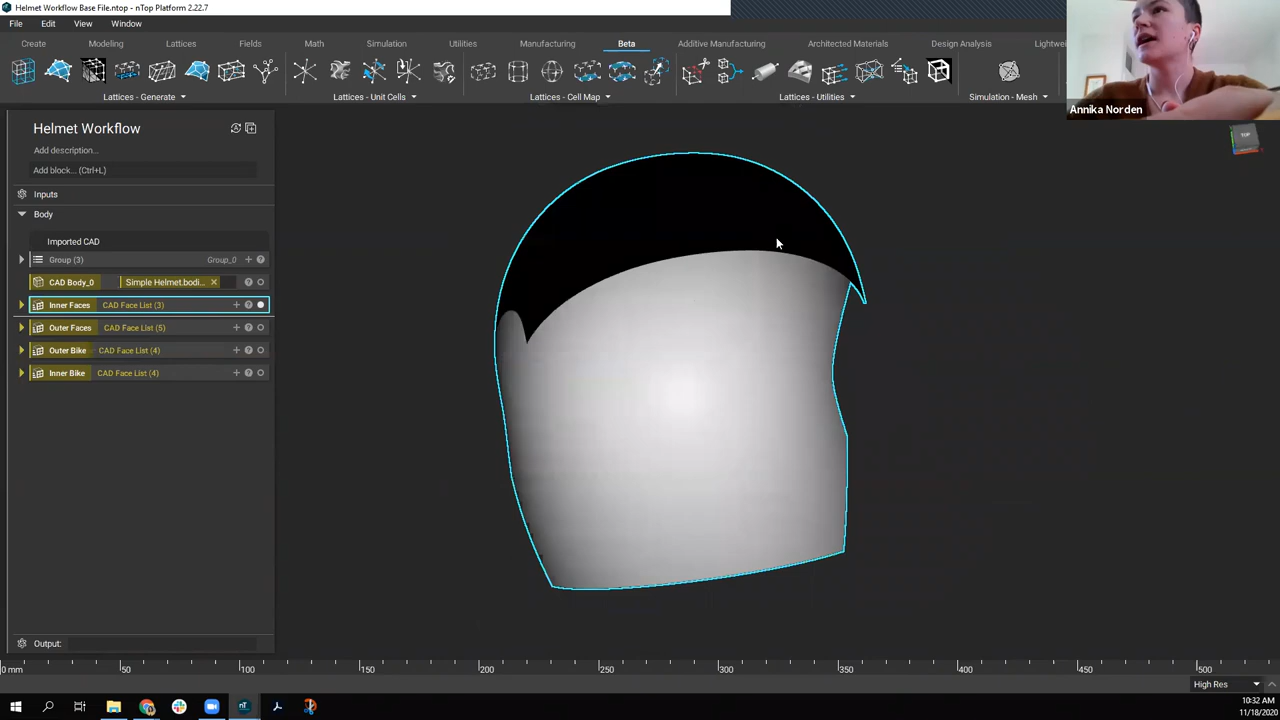 Helmet Workflow Base File.ntop - nTop Platform 2.22.7
File Edit View Window
Create Modeling Lattices Fields Math Simulation Utilities Manufacturing Beta Additive Manufacturing Architected Materials Design Analysis Lightwei
Lattices - Generate Lattices - Unit Cells Lattices - Cell Map Lattices - Utilities Simulation - Mesh
Annika Norden
Helmet Workflow
TOP
Add description...
Add block... (Ctrl+L)
Inputs
Body
Imported CAD
Group (3) Group_0
CAD Body_0 Simple Helmet.bodi...
Inner Faces CAD Face List (3)
Outer Faces CAD Face List (5)
Outer Bike CAD Face List (4)
Inner Bike CAD Face List (4)
Output:
0 mm 50 100 150 200 250 300 350 400 450 500
High Res
10:32 AM
11/18/2020